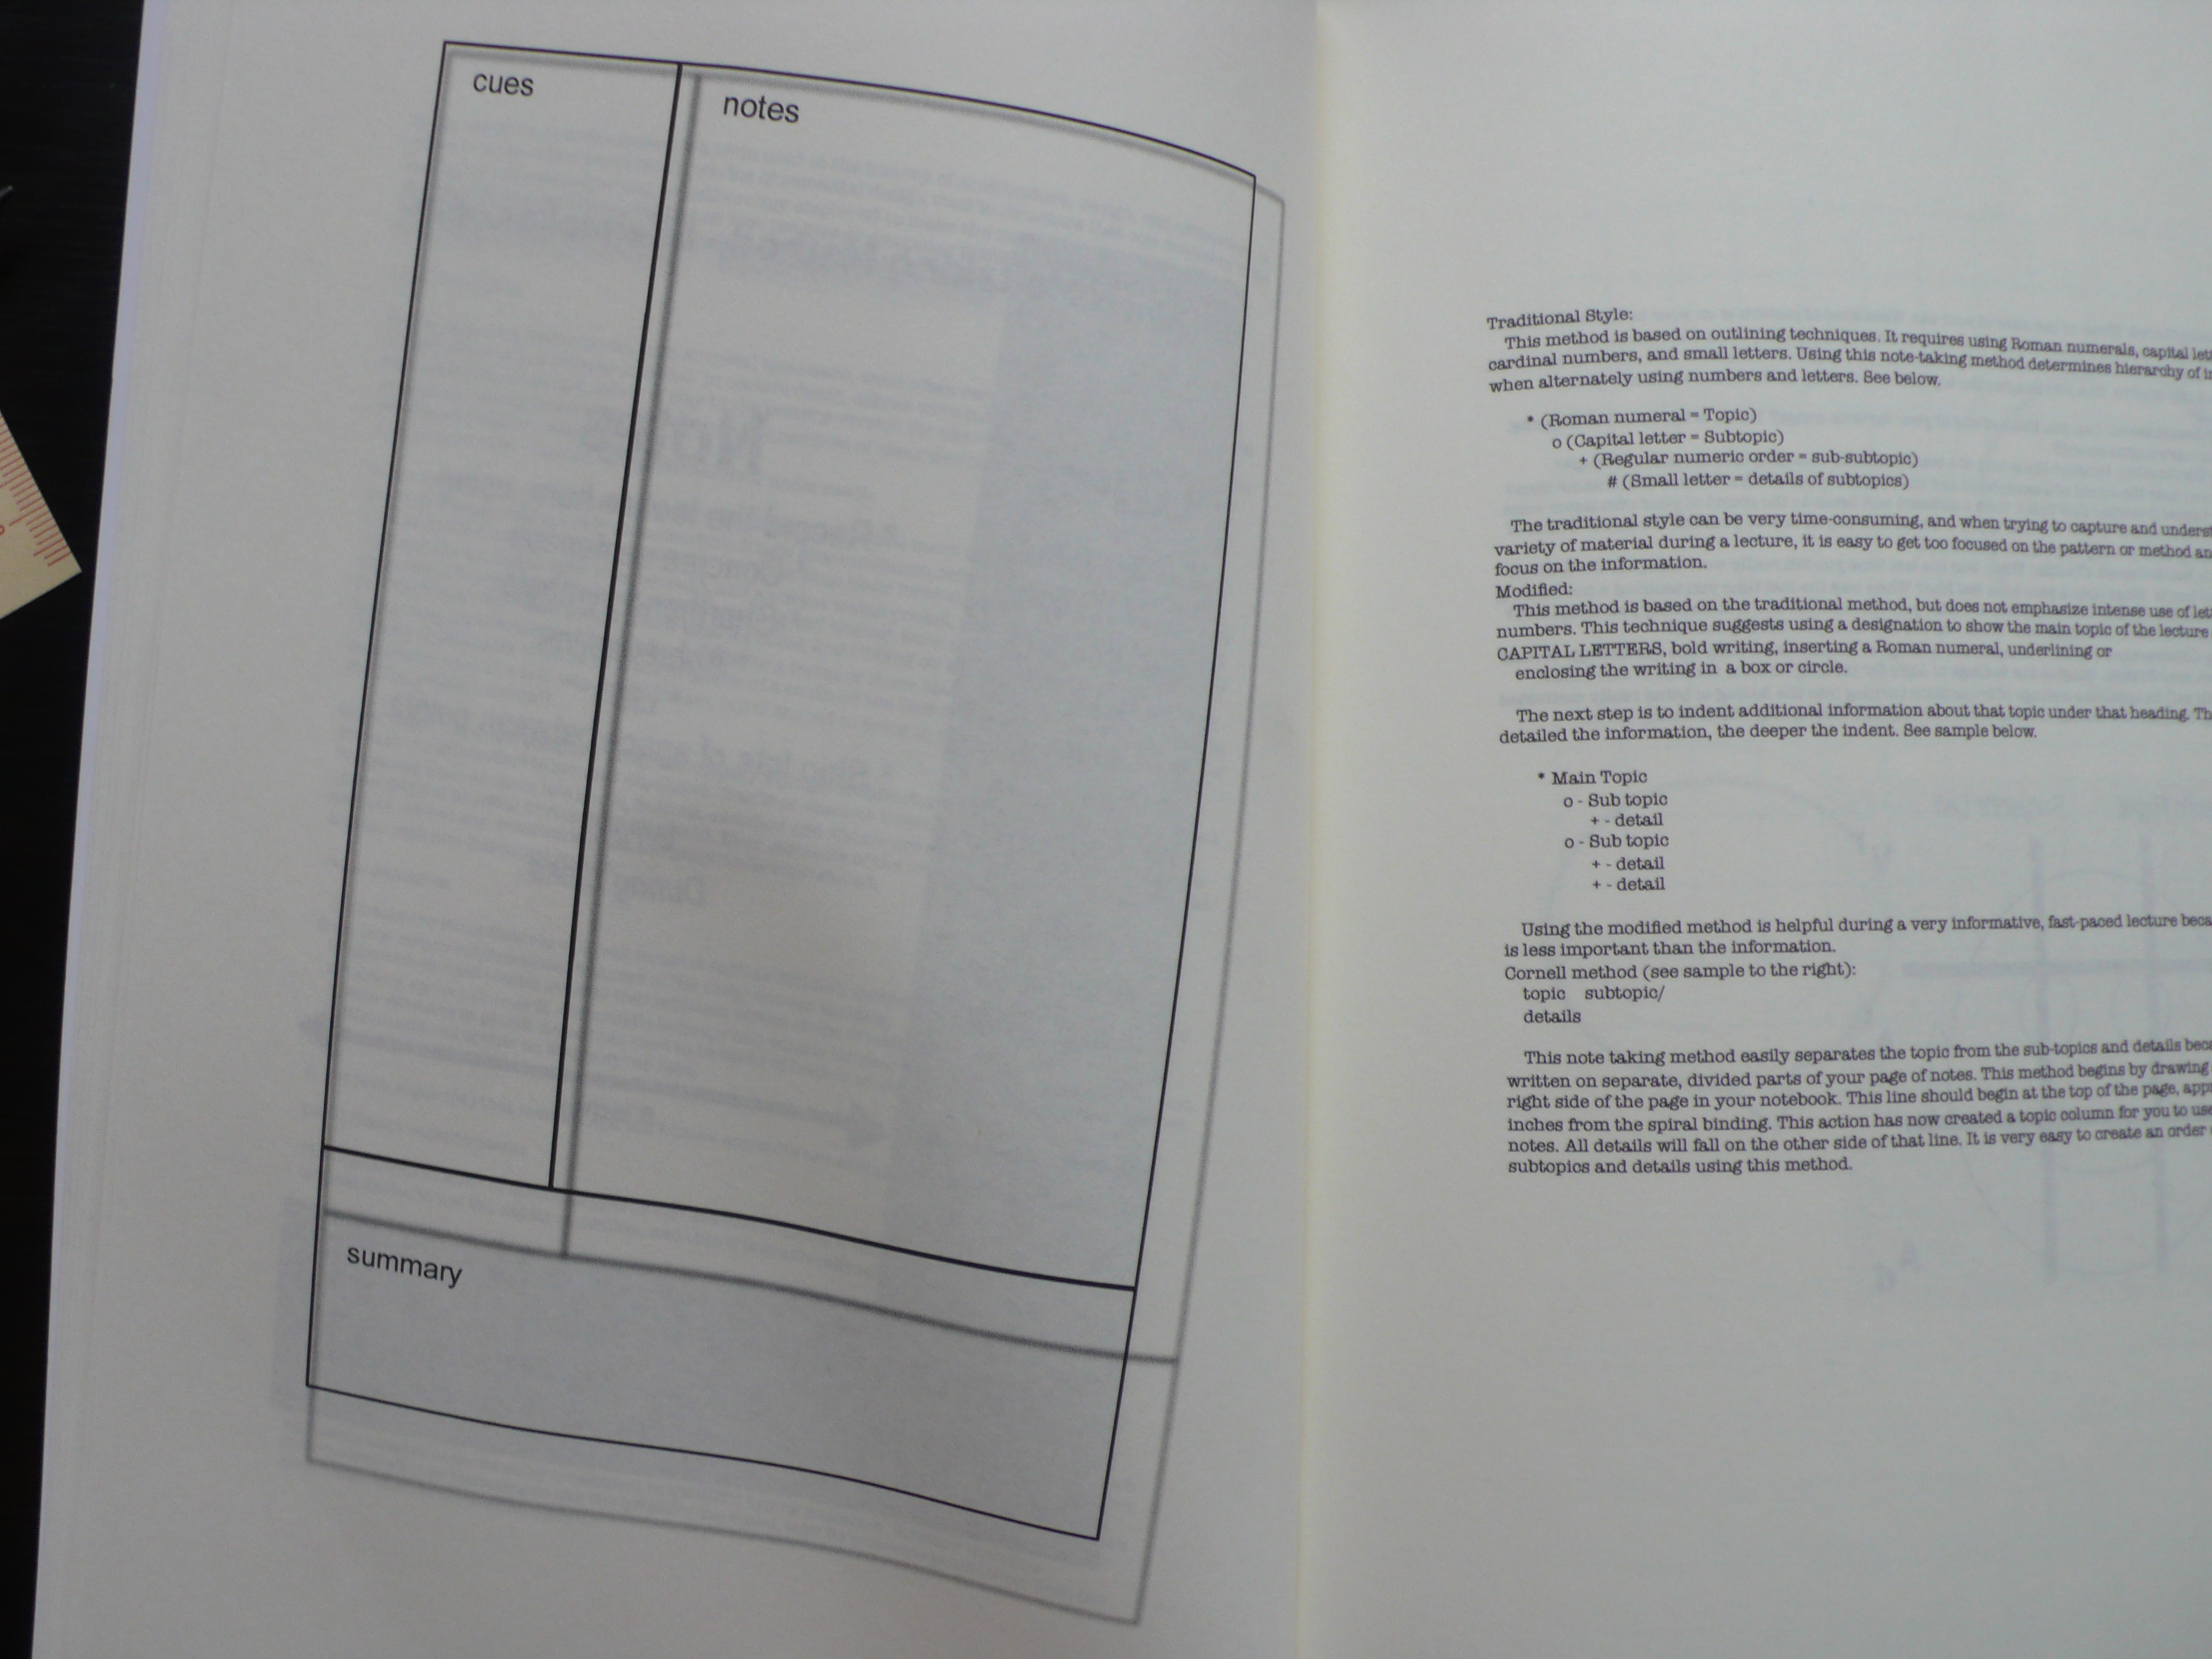 cues
notes
summary
Traditional Style:
This method is based on outlining techniques. It requires using Roman numerals, capital
cardinal numbers, and small letters. Using this note-taking method determines hierarchy of
when alternately using numbers and letters. See below.
* (Roman numeral = Topic)
o (Capital letter = Subtopic)
+ (Regular numeric order = sub-subtopic)
# (Small letter = details of subtopics)
The traditional style can be very time-consuming, and when trying to capture and
variety of material during a lecture, it is easy to get too focused on the pattern or method
focus on the information.
Modified:
This method is based on the traditional method, but does not emphasize intense use of
numbers. This technique suggests using a designation to show the main topic of the lecture
CAPITAL LETTERS, bold writing, inserting a Roman numeral, underlining or
enclosing the writing in a box or circle.
The next step is to indent additional information about that topic under that heading.
detailed the information, the deeper the indent. See sample below.
* Main Topic
o - Sub topic
+ - detail
o - Sub topic
+ - detail
+ - detail
Using the modified method is helpful during a very informative, fast-paced lecture
is less important than the information.
Cornell method (see sample to the right):
topic subtopic/
details
This note taking method easily separates the topic from the sub-topics and details
written on separate, divided parts of your page of notes. This method begins by drawing
right side of the page in your notebook. This line should begin at the top of the page,
inches from the spiral binding. This action has now created a topic column for you to use
notes. All details will fall on the other side of that line. It is very easy to create an order
subtopics and details using this method.